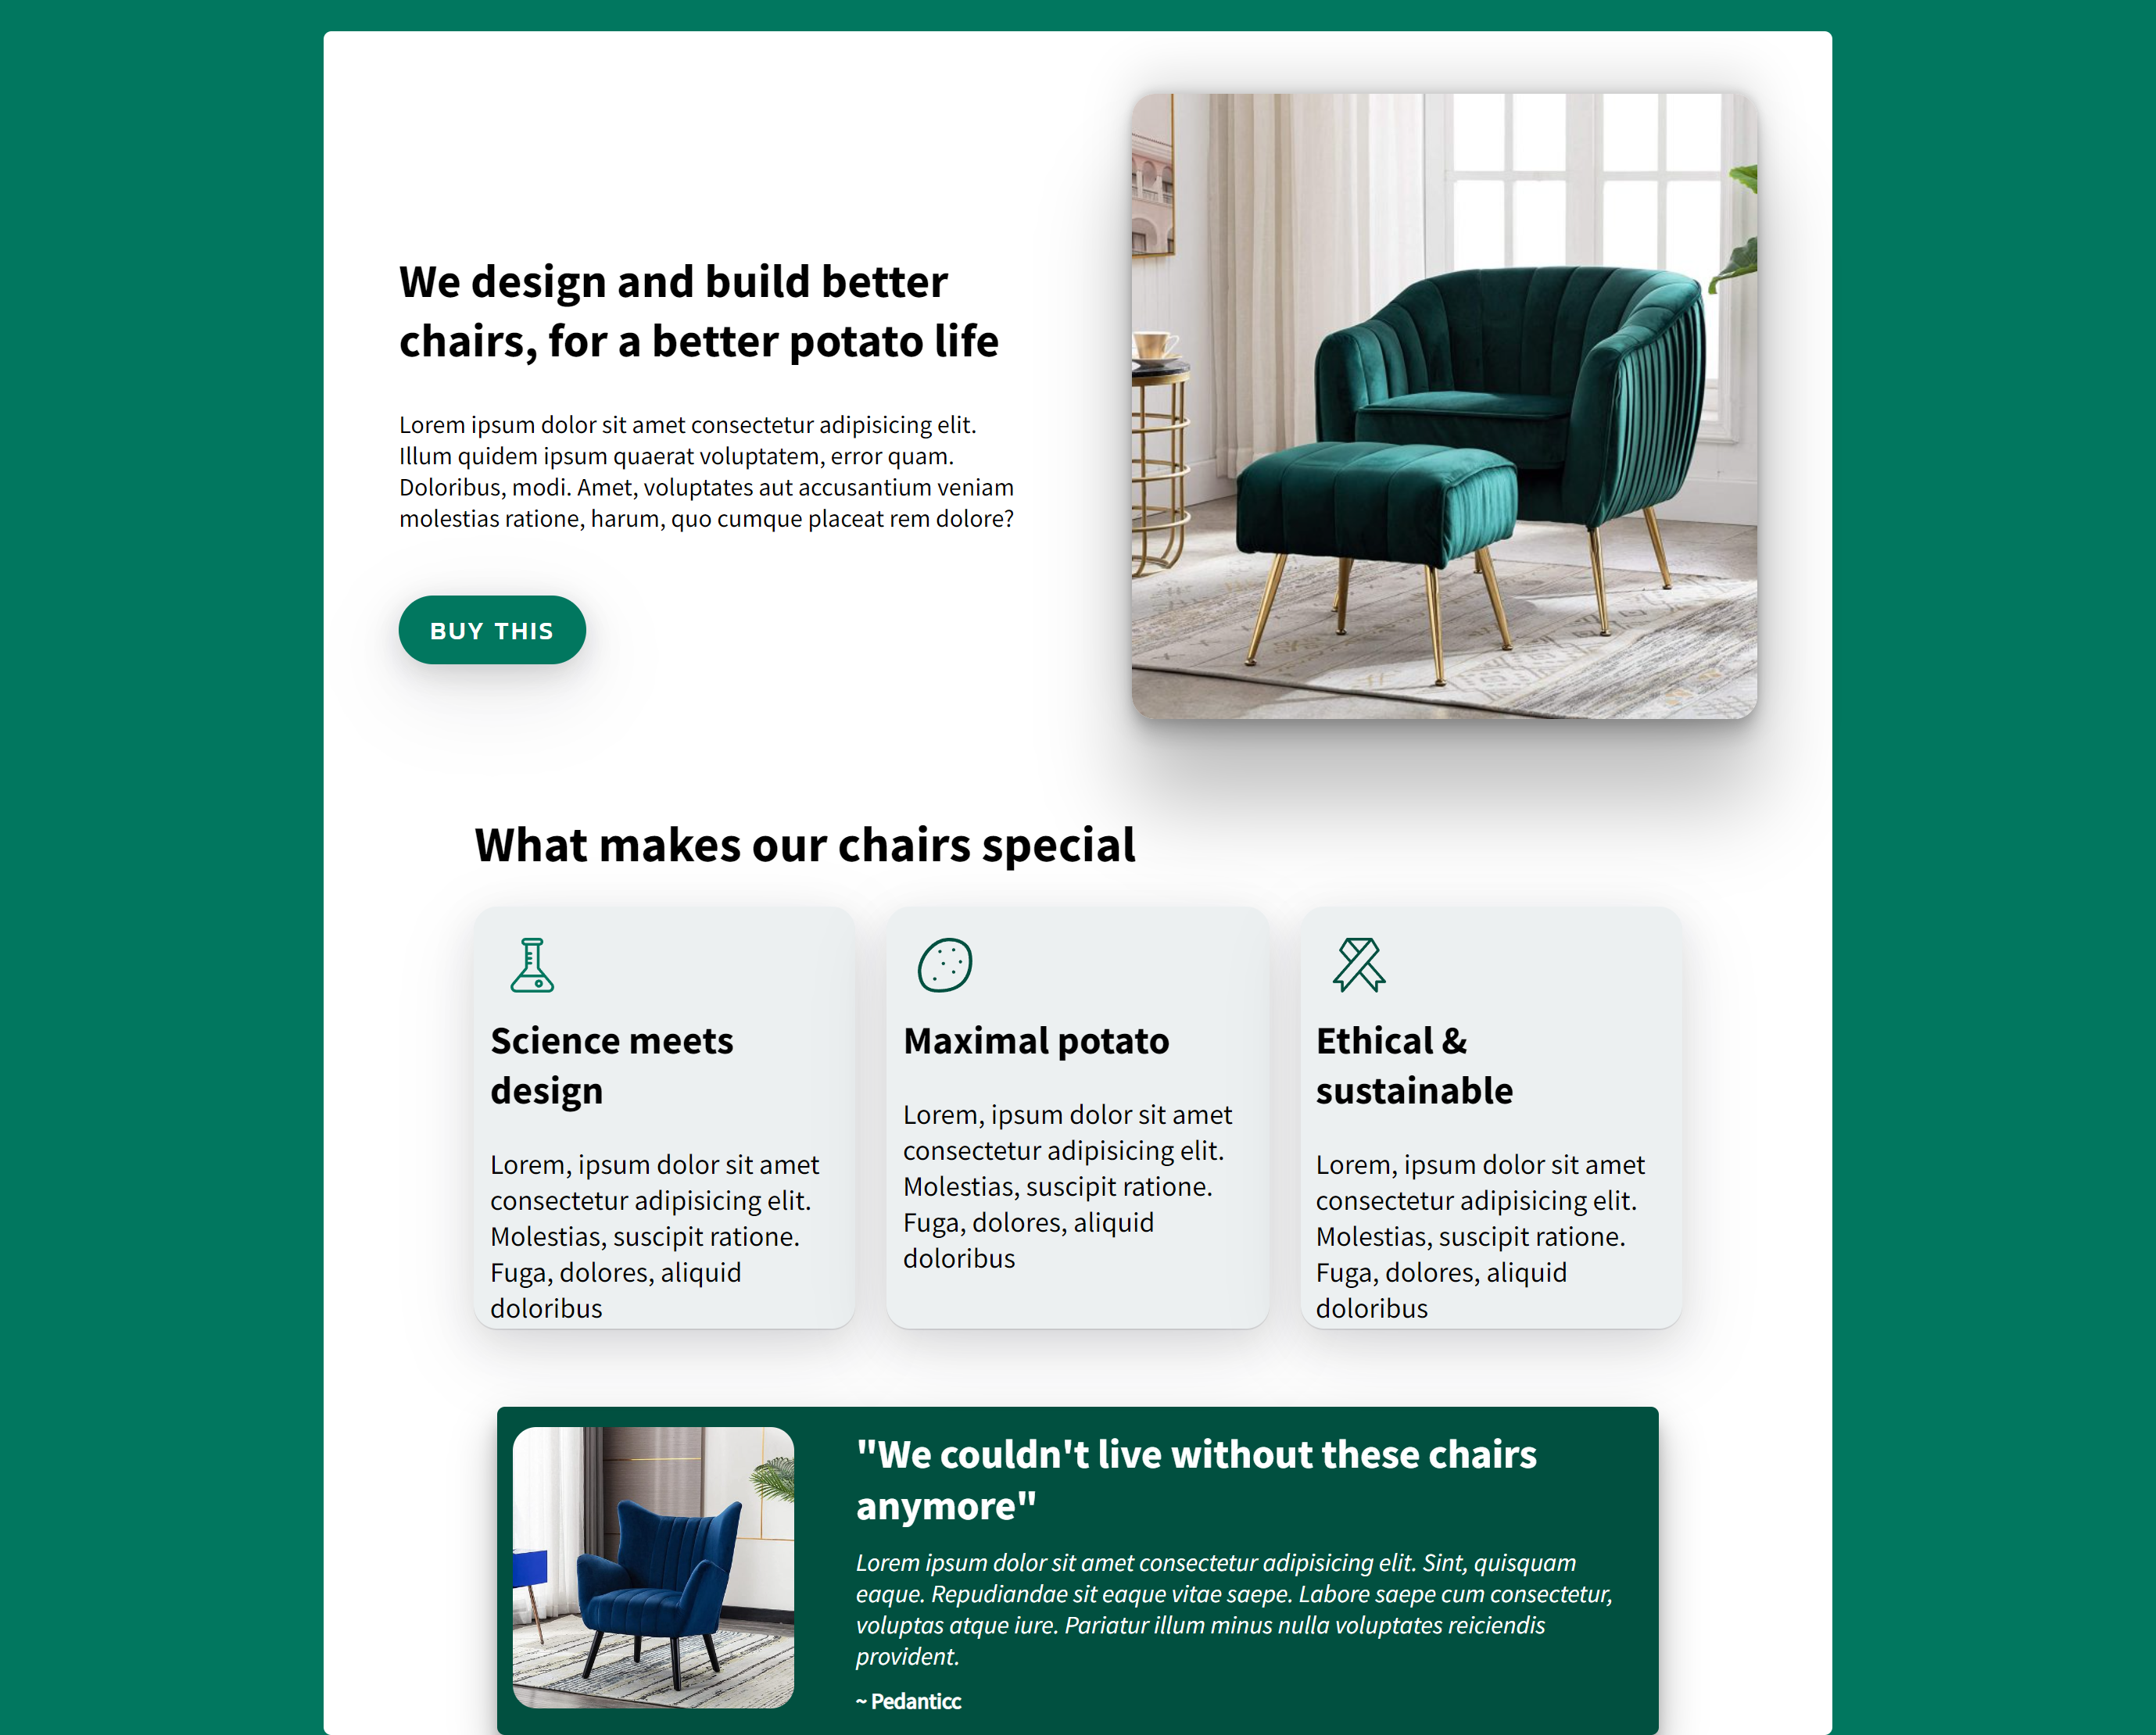 We design and build better
chairs, for a better potato life
Lorem ipsum dolor sit amet consectetur adipisicing elit.
Illum quidem ipsum quaerat voluptatem, error quam.
Doloribus, modi. Amet, voluptates aut accusantium veniam
molestias ratione, harum, quo cumque placeat rem dolore?
BUY THIS
What makes our chairs special
Science meets
design
Lorem, ipsum dolor sit amet
consectetur adipisicing elit.
Molestias, suscipit ratione.
Fuga, dolores, aliquid
doloribus
Maximal potato
Lorem, ipsum dolor sit amet
consectetur adipisicing elit.
Molestias, suscipit ratione.
Fuga, dolores, aliquid
doloribus
Ethical &
sustainable
Lorem, ipsum dolor sit amet
consectetur adipisicing elit.
Molestias, suscipit ratione.
Fuga, dolores, aliquid
doloribus
"We couldn't live without these chairs
anymore"
Lorem ipsum dolor sit amet consectetur adipisicing elit. Sint, quisquam
eaque. Repudiandae sit eaque vitae saepe. Labore saepe cum consectetur,
voluptas atque iure. Pariatur illum minus nulla voluptates reiciendis
provident.
~ Pedanticc